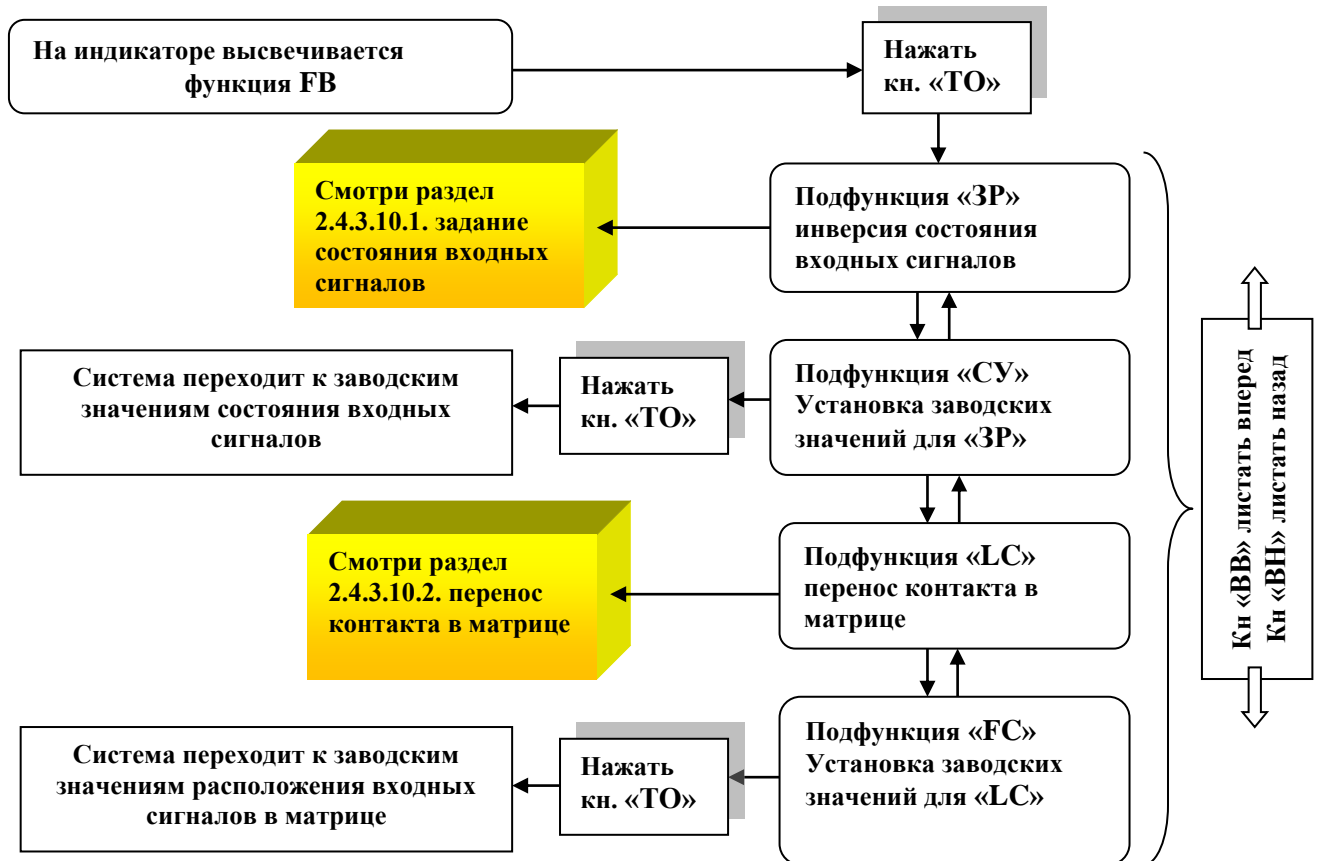 На индикаторе высвечивается
функция FB
Нажать
кн. «ТО»
Смотри раздел
2.4.3.10.1. задание
состояния входных
сигналов
Подфункция «ЗР»
инверсия состояния
входных сигналов
Система переходит к заводским
значениям состояния входных
сигналов
Нажать
кн. «ТО»
Подфункция «СУ»
Установка заводских
значений для «ЗР»
Смотри раздел
2.4.3.10.2. перенос
контакта в матрице
Подфункция «LC»
перенос контакта в
матрице
Система переходит к заводским
значениям расположения входных
сигналов в матрице
Нажать
кн. «ТО»
Подфункция «FC»
Установка заводских
значений для «LC»
Кн «ВВ» листать вперед
Кн «ВН» листать назад